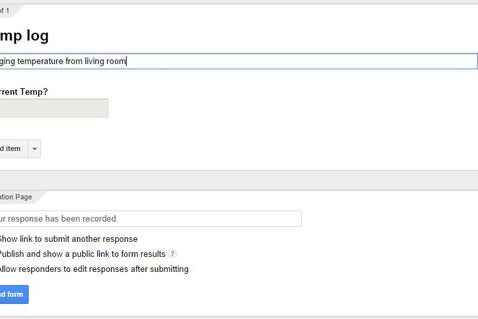 of 1
mp log
ging temperature from living room
rrent Temp?
d item
ation Page
ur response has been recorded.
Show link to submit another response
Publish and show a public link to form results ?
Allow responders to edit responses after submitting
nd form